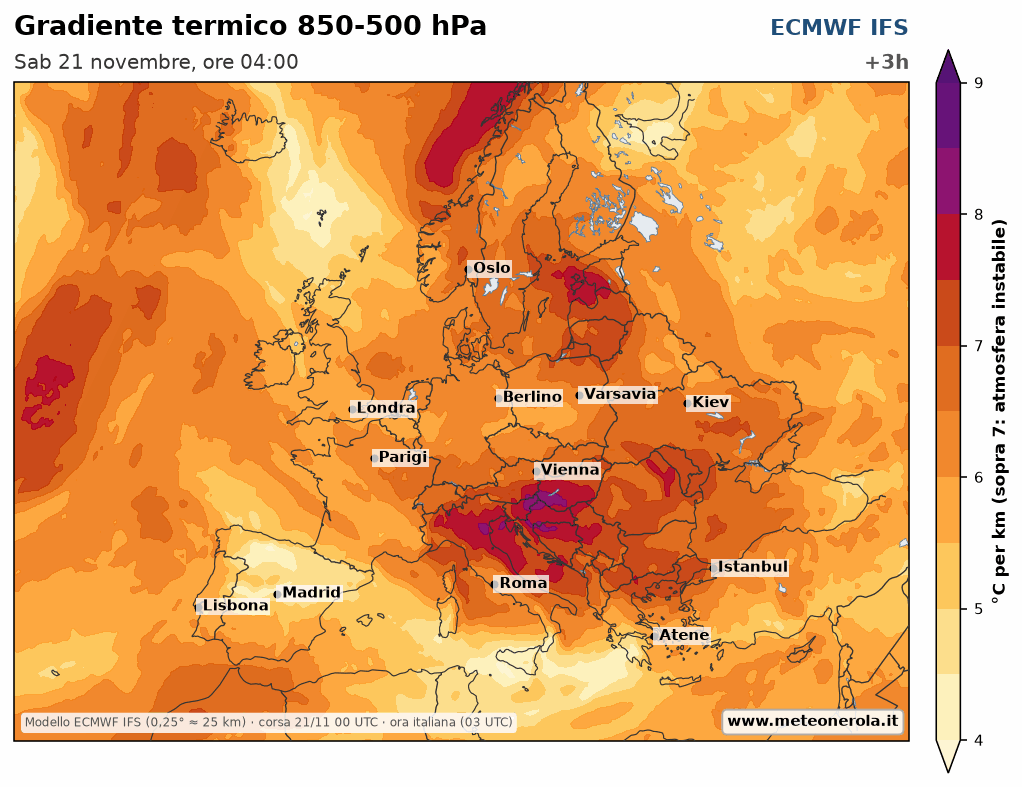 Gradiente termico 850-500 hPa
ECMWF IFS
Sab 21 novembre, ore 04:00
+3h
Oslo
Berlino
Varsavia
Kiev
Londra
Parigi
Vienna
Istanbul
Roma
Madrid
Lisbona
Atene
9
8
7
6
5
4
°C per km (sopra 7: atmosfera instabile)
Modello ECMWF IFS (0,25° ≈ 25 km) · corsa 21/11 00 UTC · ora italiana (03 UTC)
www.meteonerola.it